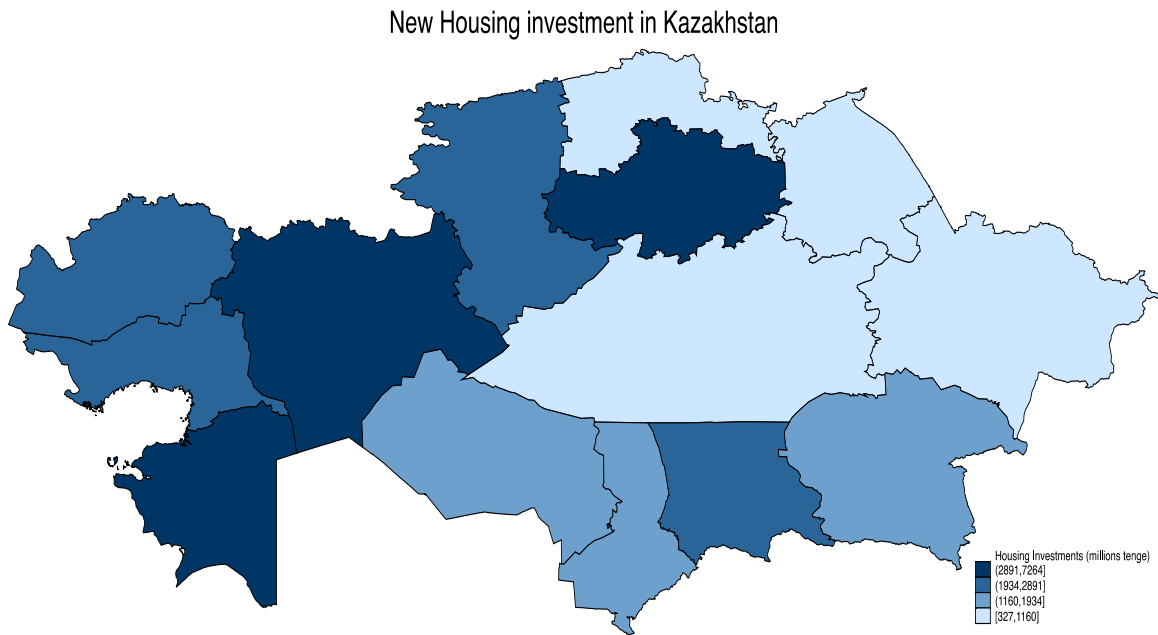 New Housing investment in Kazakhstan
Housing Investments (millions tenge)
(2891,7264]
(1934,2891]
(1160,1934]
[327,1160]